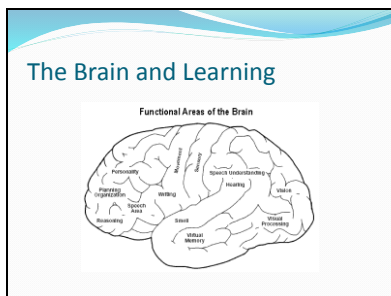 The Brain and Learning
Functional Areas of the Brain
Movement
Sensory
Personality
Speech Understanding
Hearing
Planning
Organization
Writing
Vision
Speech
Area
Reasoning
Smell
Visual
Processing
Virtual
Memory